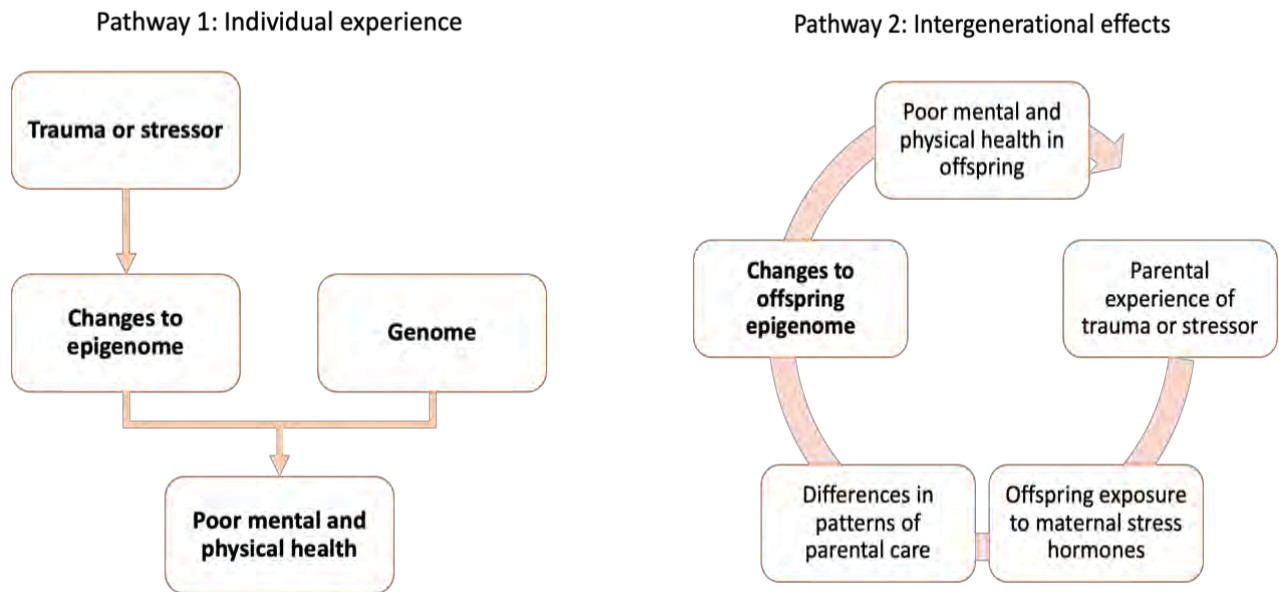 Pathway 1: Individual experience
Trauma or stressor
Changes to
epigenome
Genome
Poor mental and
physical health
Pathway 2: Intergenerational effects
Poor mental and
physical health in
offspring
Parental
experience of
trauma or stressor
Offspring exposure
to maternal stress
hormones
Differences in
patterns of
parental care
Changes to
offspring
epigenome